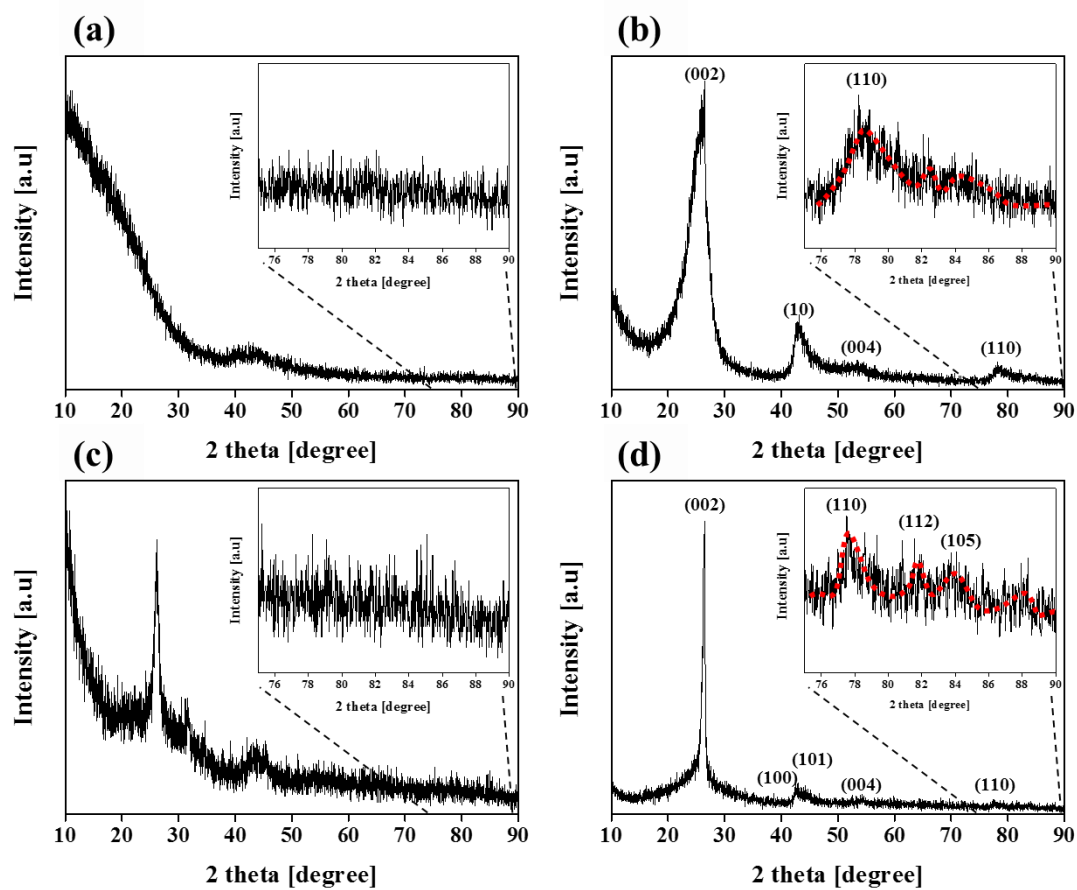 (a)
Intensity [a.u]
Intensity [a.u]
76 78 80 82 84 86 88 90
2 theta [degree]
10 20 30 40 50 60 70 80 90
2 theta [degree]
(b)
Intensity [a.u]
(002)
(10)
(004)
(110)
Intensity [a.u]
(110)
76 78 80 82 84 86 88 90
2 theta [degree]
10 20 30 40 50 60 70 80 90
2 theta [degree]
(c)
Intensity [a.u]
Intensity [a.u]
76 78 80 82 84 86 88 90
2 theta [degree]
10 20 30 40 50 60 70 80 90
2 theta [degree]
(d)
Intensity [a.u]
(002)
(100)
(101)
(004)
(110)
Intensity [a.u]
(110)
(112)
(105)
76 78 80 82 84 86 88 90
2 theta [degree]
10 20 30 40 50 60 70 80 90
2 theta [degree]